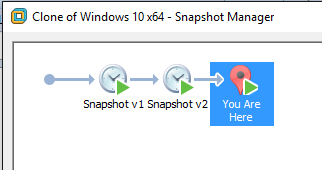 Clone of Windows 10 x64 - Snapshot Manager
Snapshot v1 Snapshot v2 You Are
Here